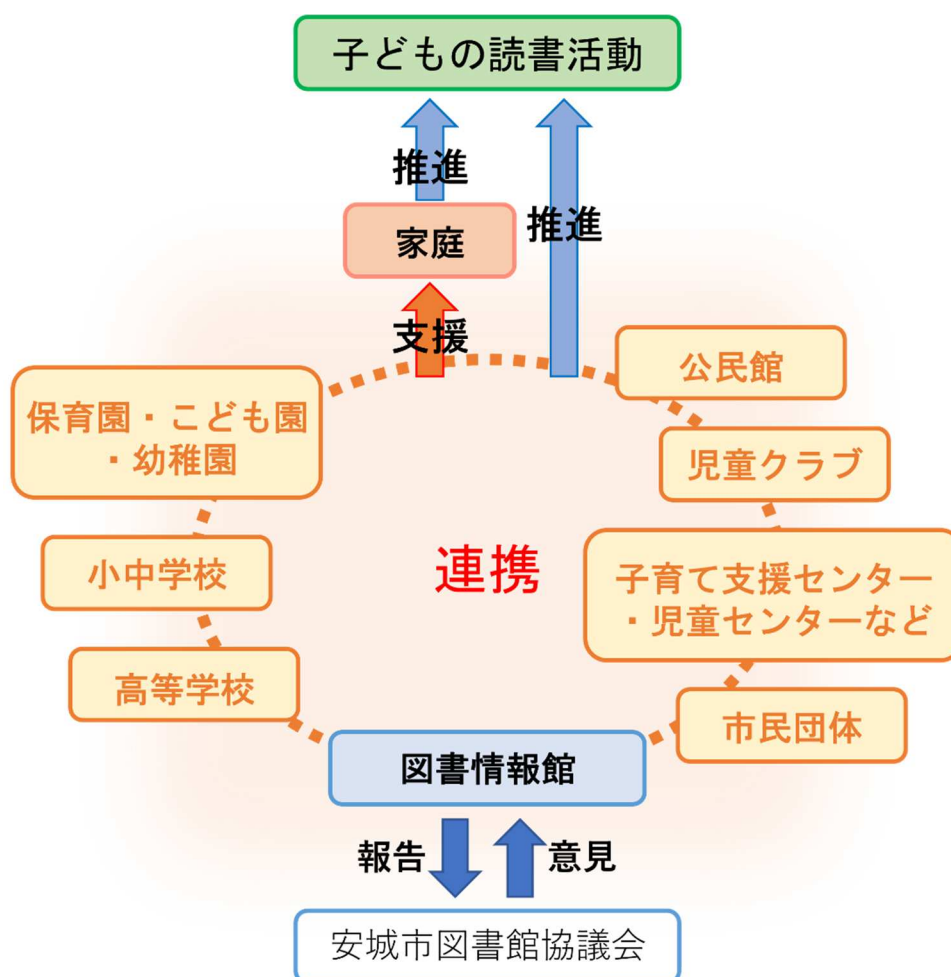 子どもの読書活動
推進
家庭
推進
支援
公民館
保育園・こども園
・幼稚園
児童クラブ
小中学校
連携
子育て支援センター
・児童センターなど
高等学校
市民団体
図書情報館
報告
意見
安城市図書館協議会